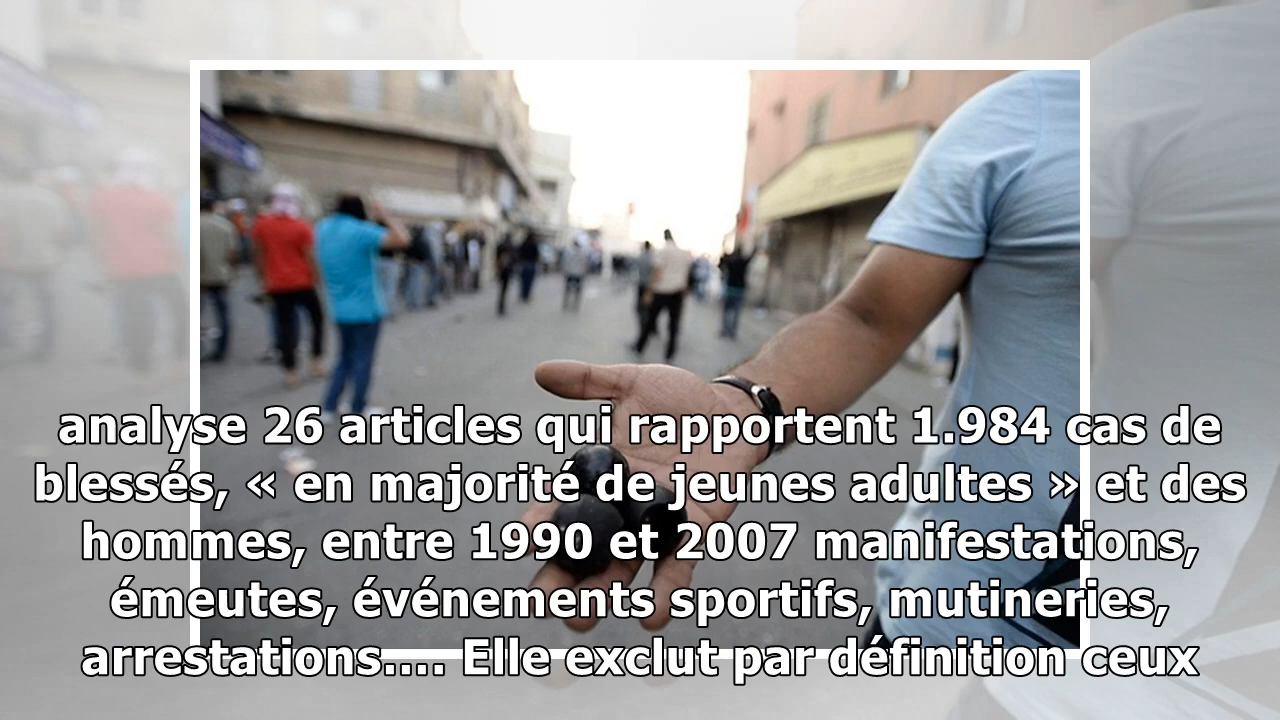 analyse 26 articles qui rapportent 1.984 cas de
blessés, « en majorité de jeunes adultes » et des
hommes, entre 1990 et 2007 manifestations,
émeutes, événements sportifs, mutineries,
arrestations.... Elle exclut par définition ceux